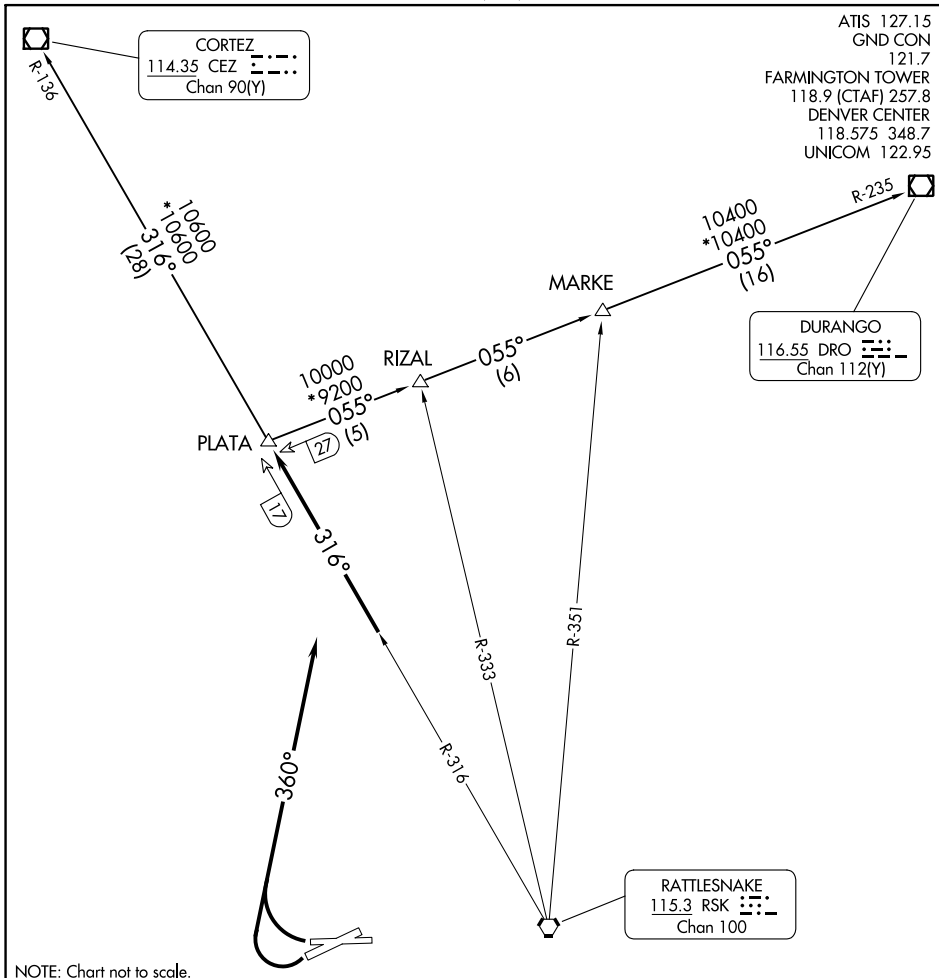 ATIS 127.15
GND CON
121.7
FARMINGTON TOWER
118.9 (CTAF) 257.8
DENVER CENTER
118.575 348.7
UNICOM 122.95
CORTEZ
114.35 CEZ
Chan 90(Y)
R-136
R-235
10600
*10600
316°
(28)
10400
*10400
055°
(16)
MARKE
DURANGO
116.55 DRO
Chan 112(Y)
RIZAL
055°
(6)
10000
*9200
055°
(5)
PLATA
27
17
316°
R-351
R-333
R-316
360°
RATTLESNAKE
115.3 RSK
Chan 100
NOTE: Chart not to scale.